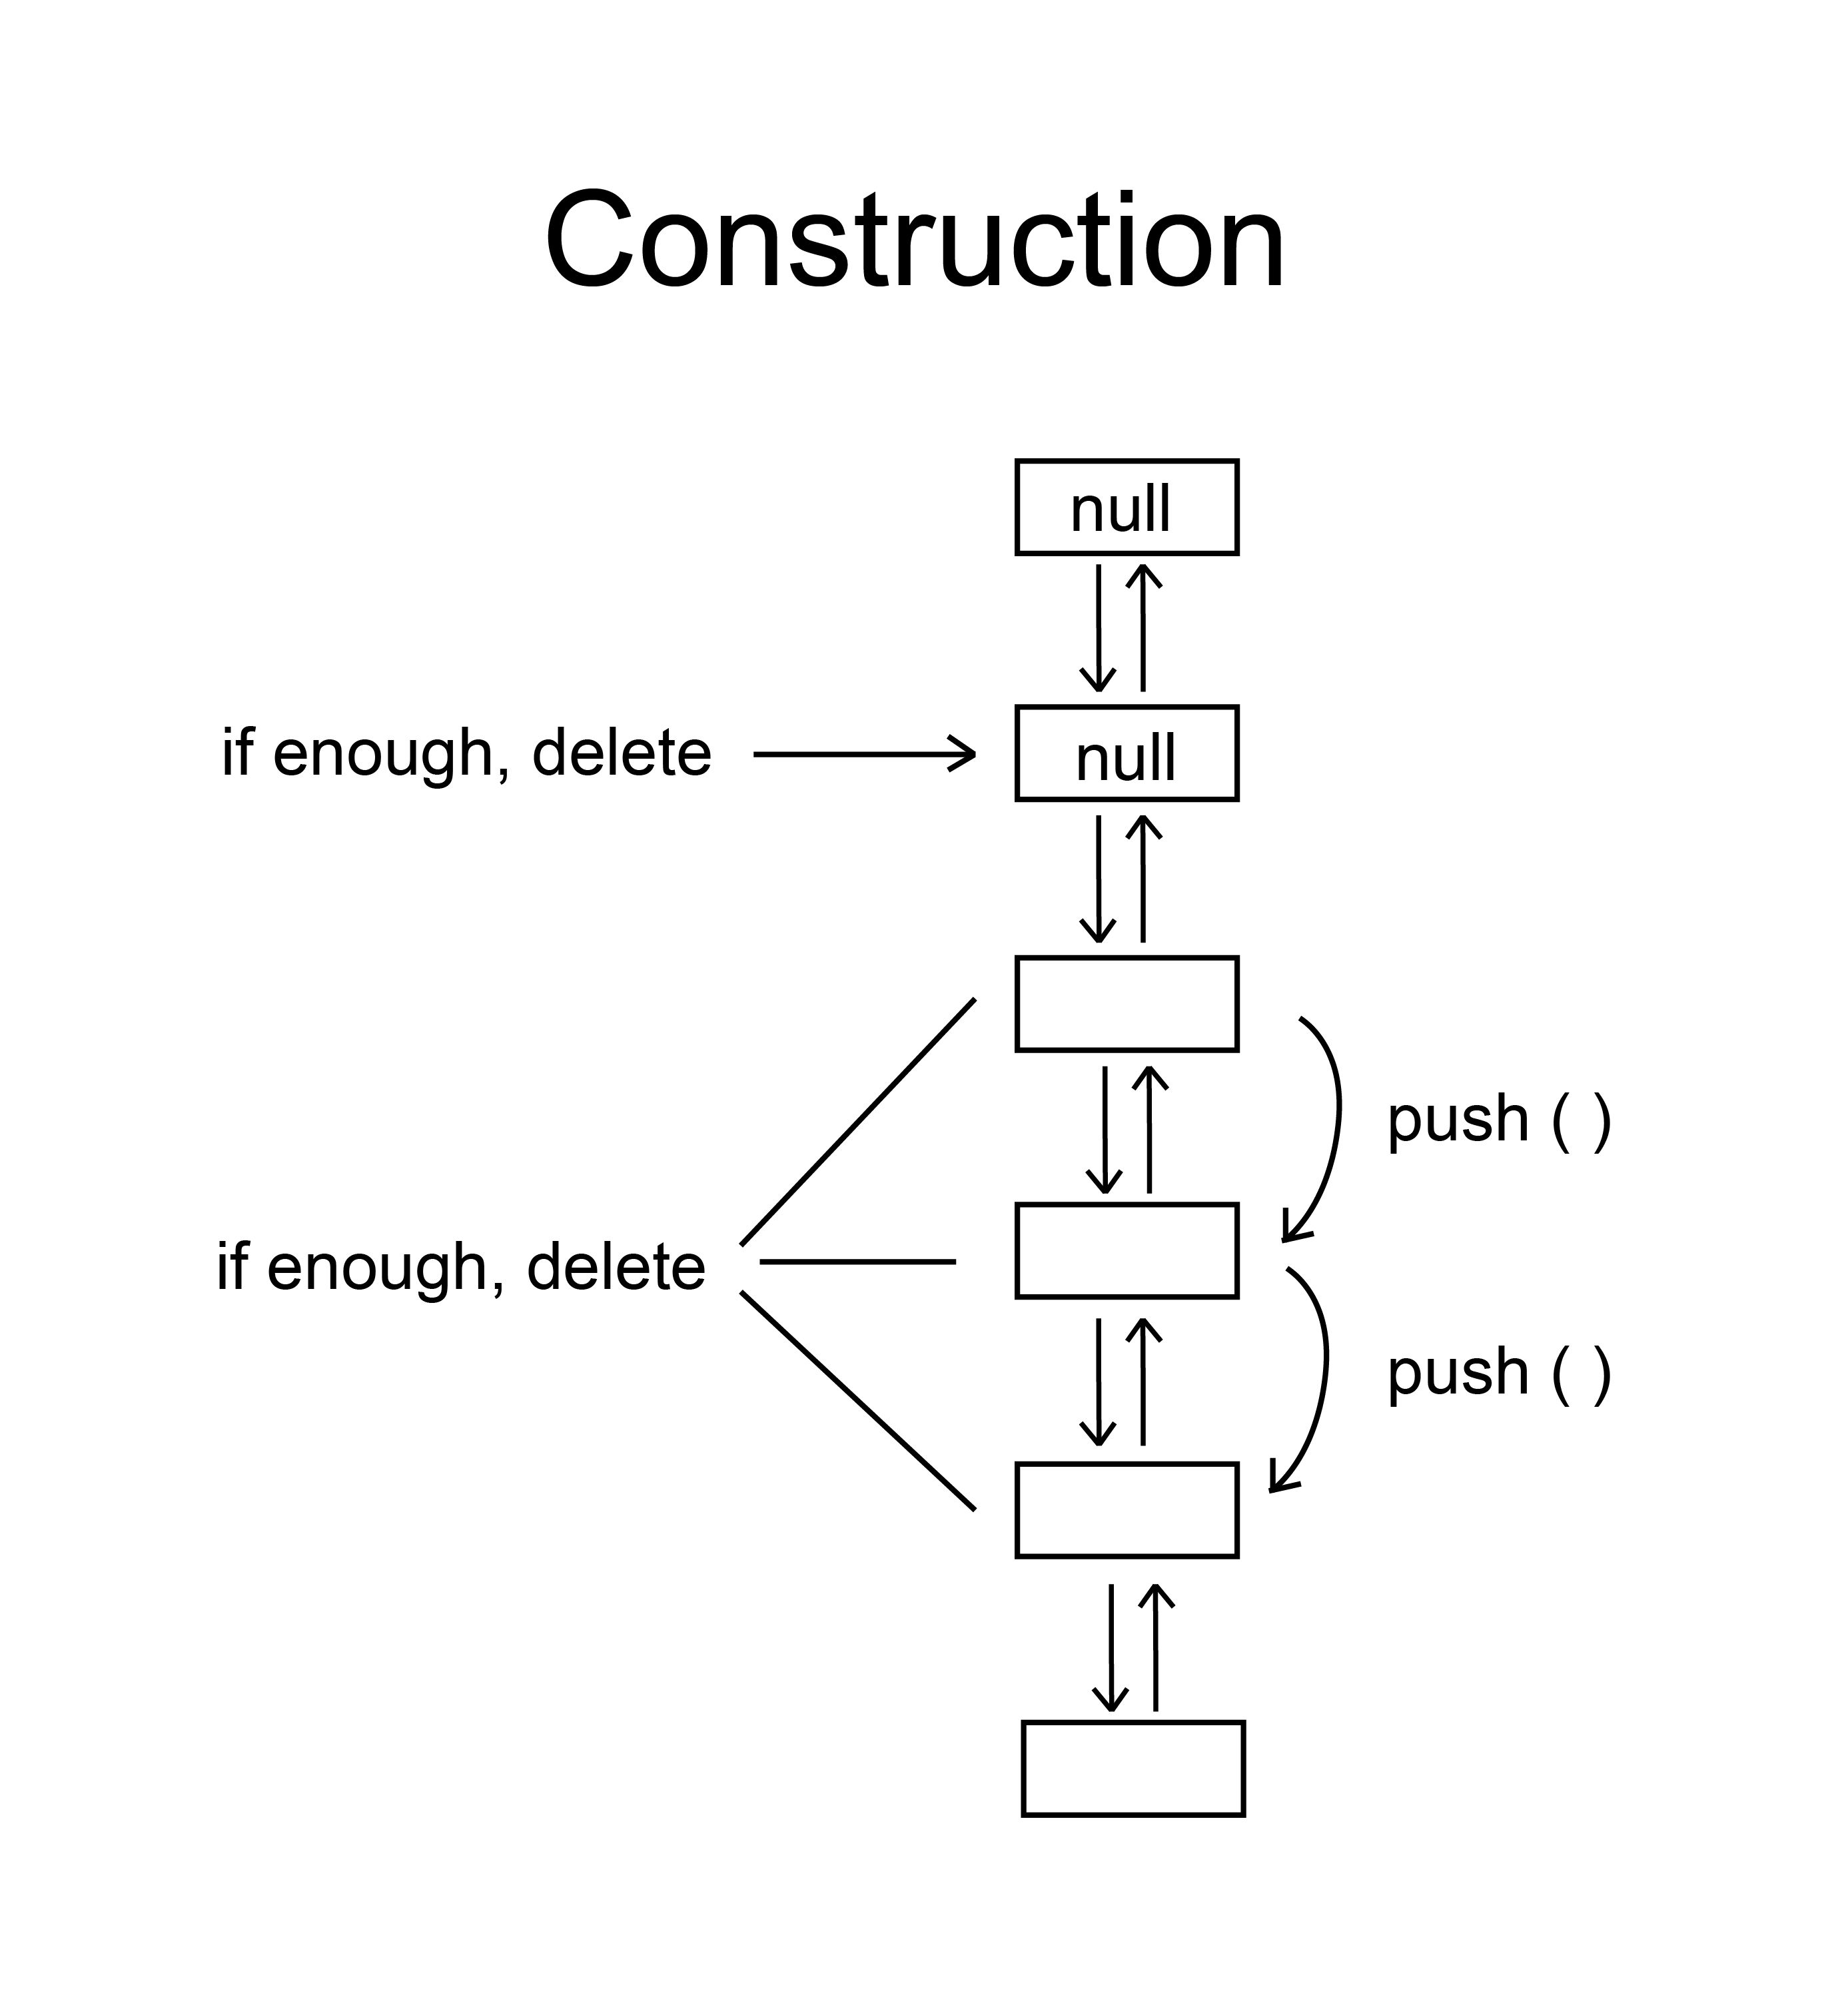 Construction
null
if enough, delete
null
push ( )
if enough, delete
push ( )